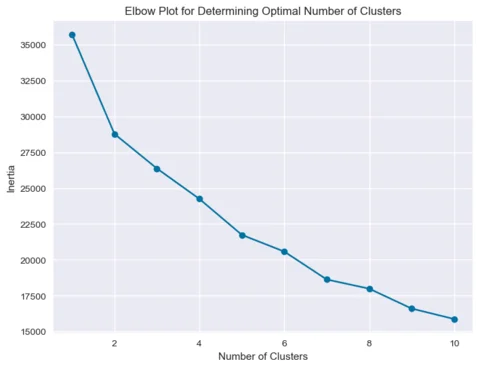 Elbow Plot for Determining Optimal Number of Clusters
35000
32500
30000
27500
25000
22500
20000
17500
15000
Inertia
2 4 6 8 10
Number of Clusters